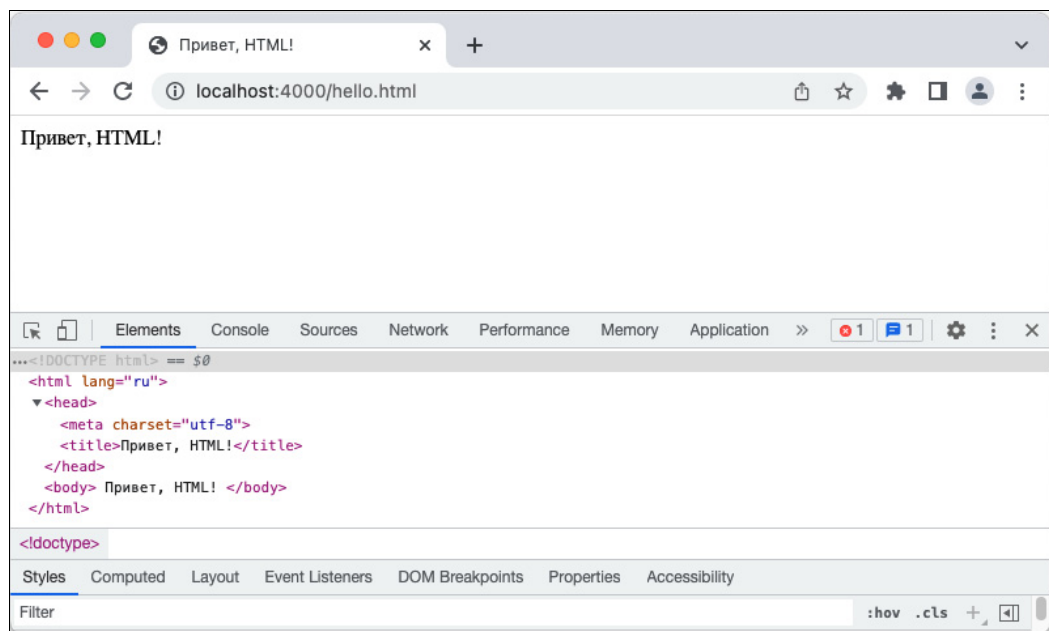 Привет, HTML!
localhost:4000/hello.html
Привет, HTML!
Elements Console Sources Network Performance Memory Application » 1 1
...<!DOCTYPE html> == $0
<html lang="ru">
▼<head>
<meta charset="utf-8">
<title>Привет, HTML!</title>
</head>
<body> Привет, HTML! </body>
</html>
<!doctype>
Styles Computed Layout Event Listeners DOM Breakpoints Properties Accessibility
Filter :hov .cls +